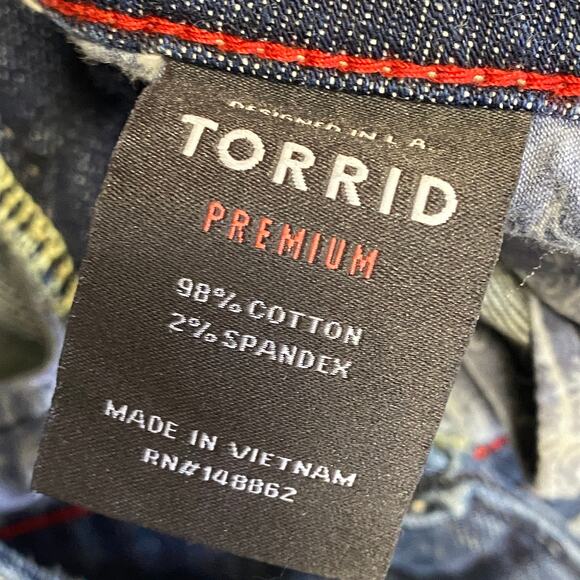 DESIGNED IN L.A.
TORRID
PREMIUM
98% COTTON
2% SPANDEX
MADE IN VIETNAM
RN#148862